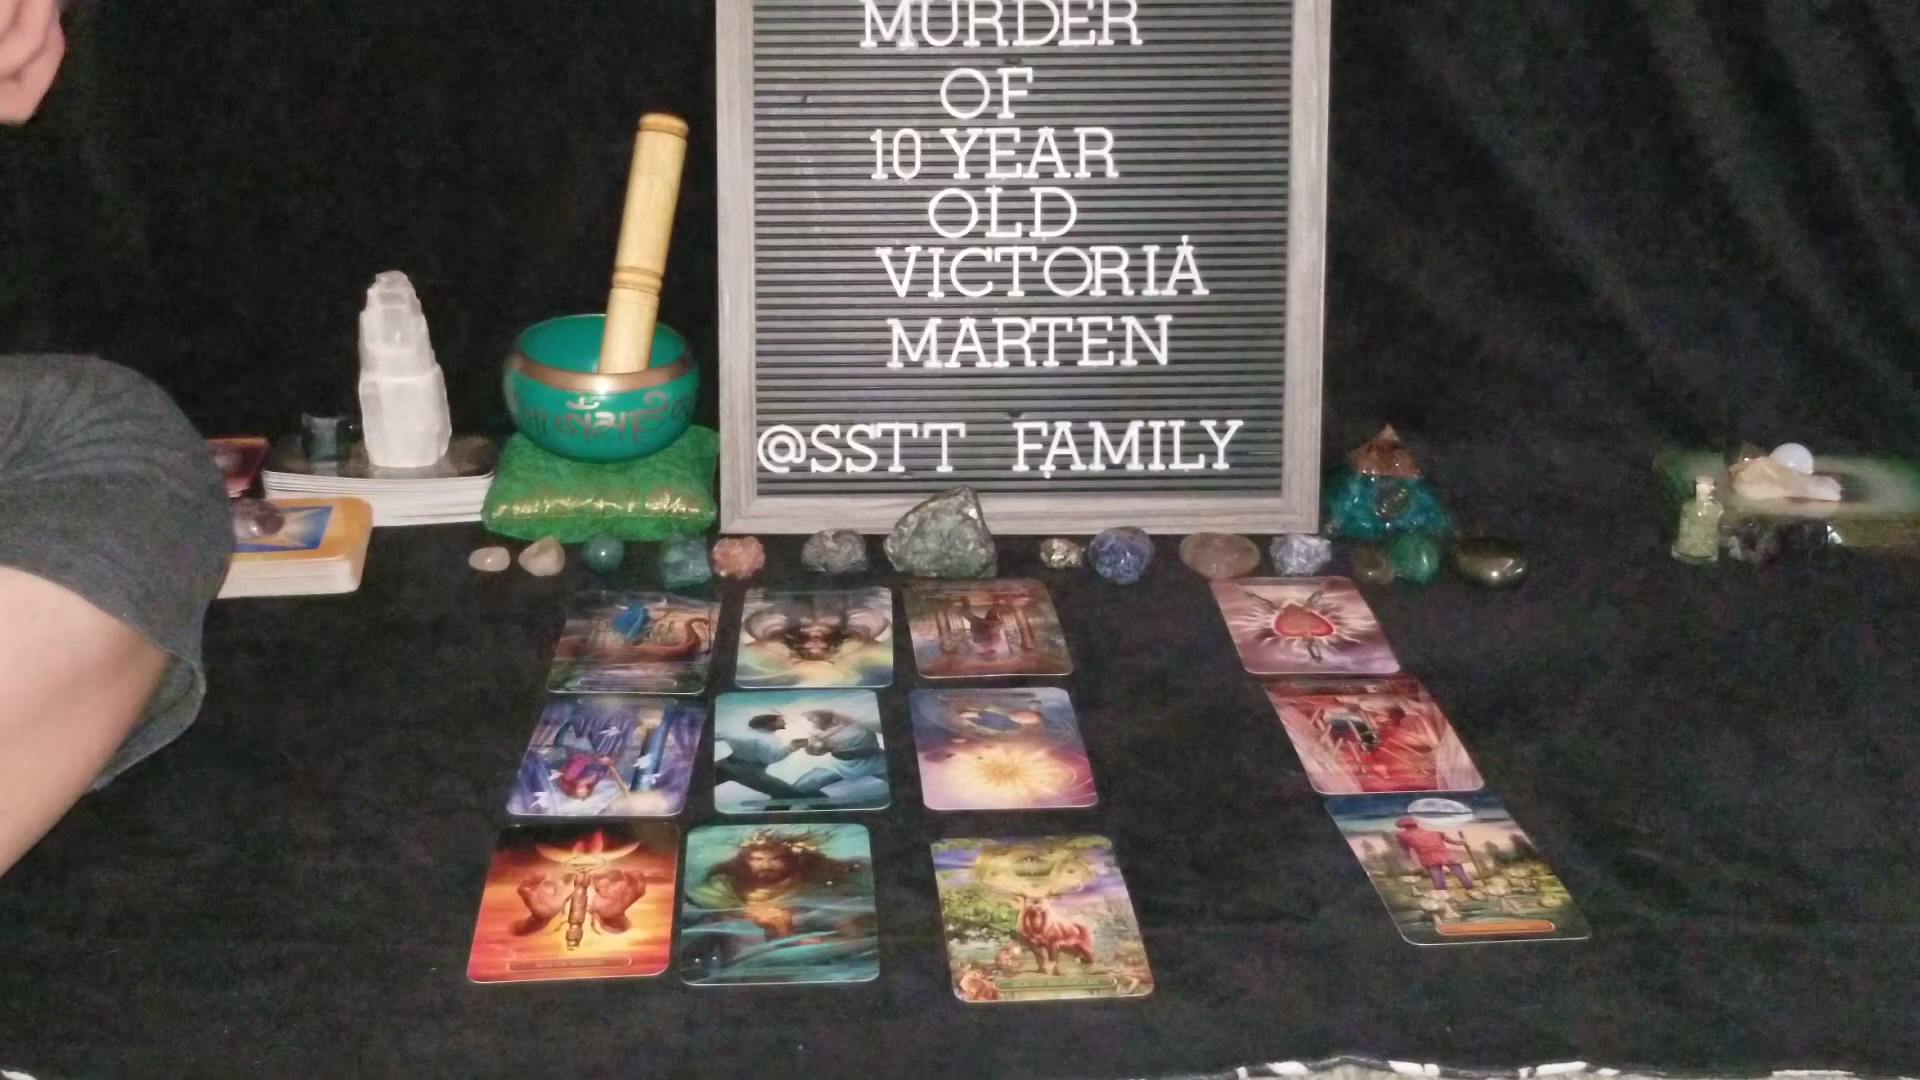 MURDER
OF
10 YEAR
OLD
VICTORIA
MARTEN
@SSTT FAMILY